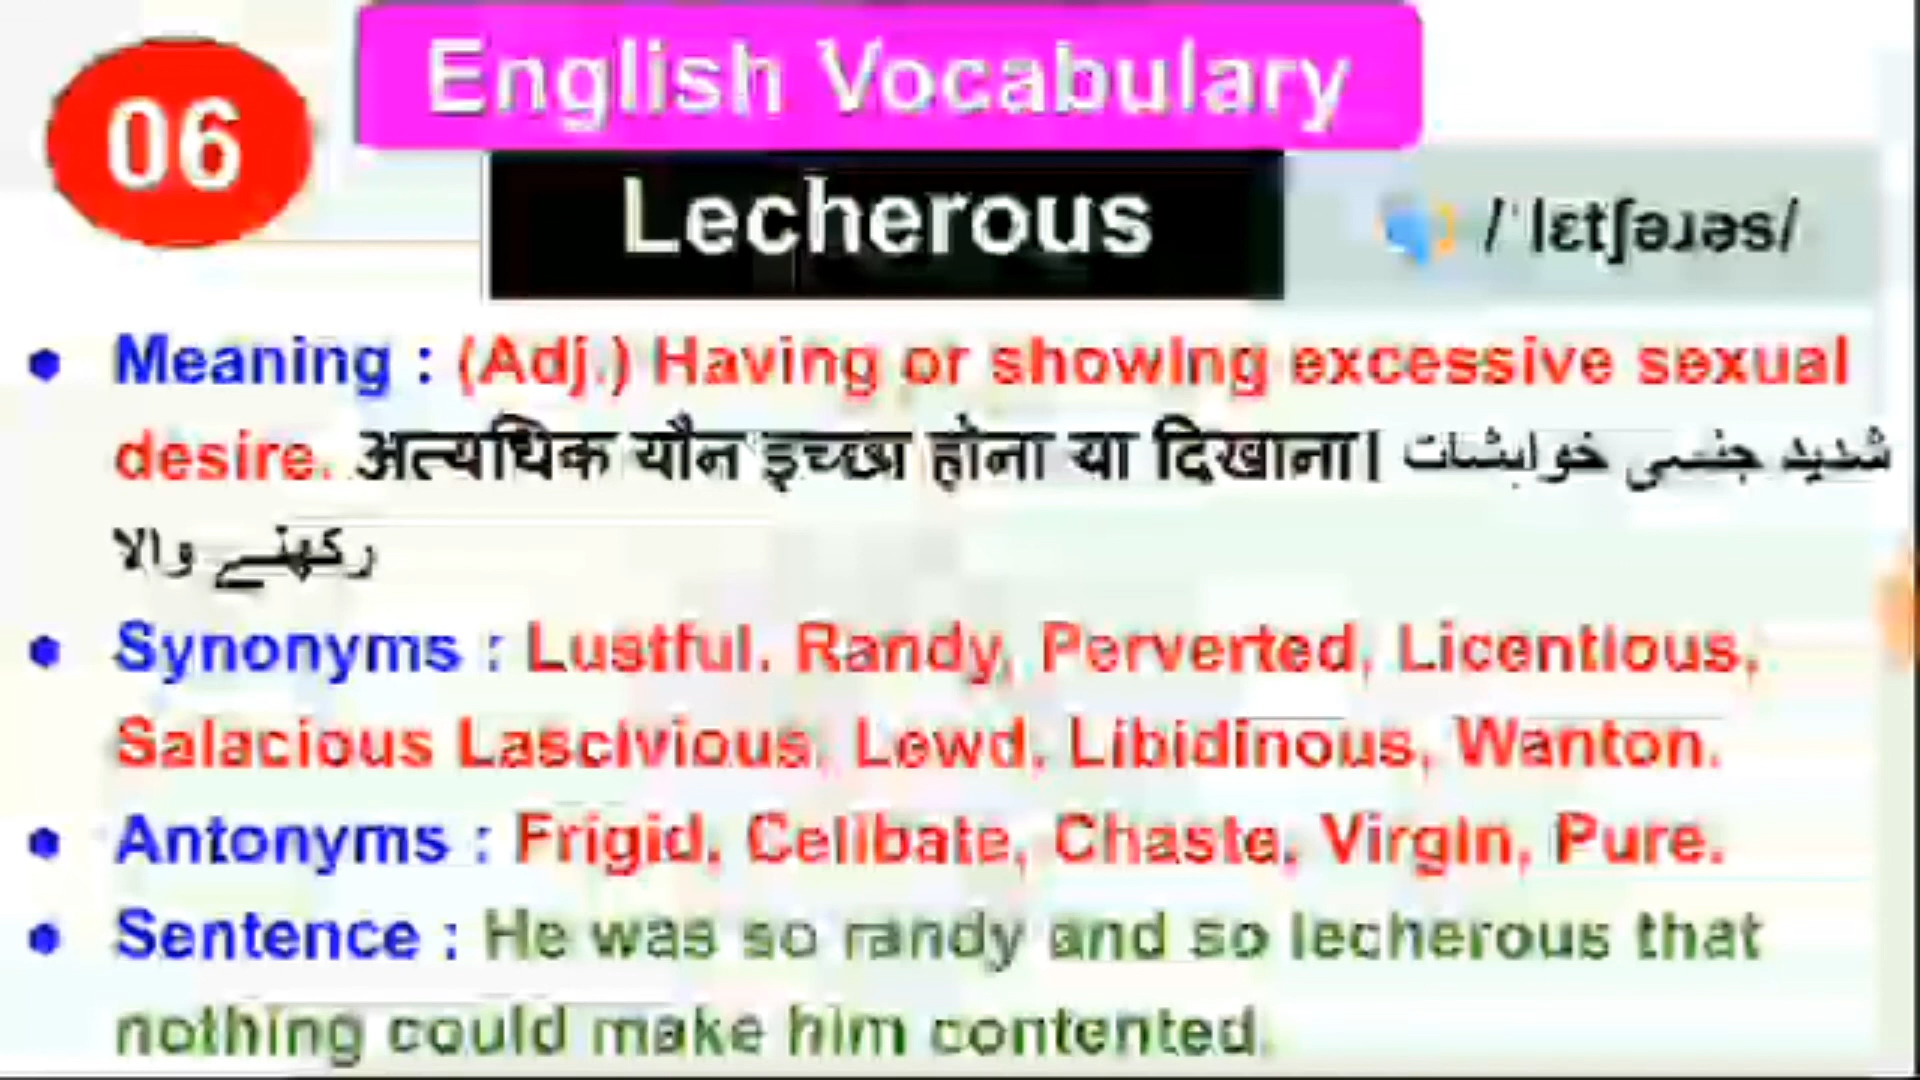 06
English Vocabulary
Lecherous
/ˈlɛtʃəɹəs/
Meaning : (Adj.) Having or showing excessive sexual
desire. अत्यधिक यौन इच्छा होना या दिखाना| شدید جنسی خواہشات
رکھنے والا
Synonyms : Lustful. Randy, Perverted, Licentious,
Salacious Lascivious, Lewd, Libidinous, Wanton.
Antonyms : Frigid, Celibate, Chaste, Virgin, Pure.
Sentence : He was so randy and so lecherous that
nothing could make him contented.